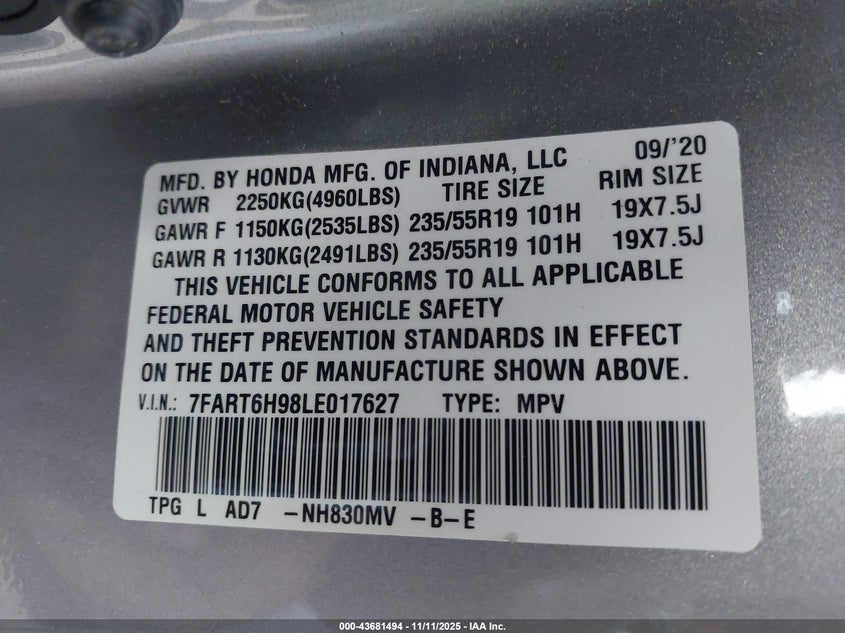 MFD. BY HONDA MFG. OF INDIANA, LLC 09/'20
GVWR 2250KG(4960LBS) TIRE SIZE RIM SIZE
GAWR F 1150KG(2535LBS) 235/55R19 101H 19X7.5J
GAWR R 1130KG(2491LBS) 235/55R19 101H 19X7.5J
THIS VEHICLE CONFORMS TO ALL APPLICABLE
FEDERAL MOTOR VEHICLE SAFETY
AND THEFT PREVENTION STANDARDS IN EFFECT
ON THE DATE OF MANUFACTURE SHOWN ABOVE.
V.I.N.: 7FART6H98LE017627 TYPE: MPV
TPG L AD7 -NH830MV -B-E
000-43681494 - 11/11/2025 - IAA Inc.